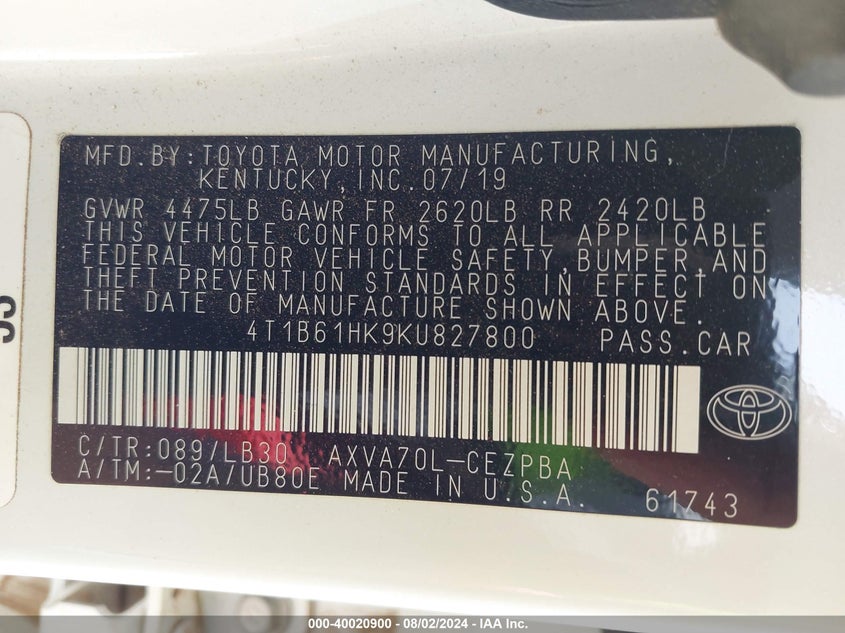 MFD.BY:TOYOTA MOTOR MANUFACTURING,
KENTUCKY,INC.07/19
GVWR 4475LB GAWR FR 2620LB RR 2420LB
THIS VEHICLE CONFORMS TO ALL APPLICABLE
FEDERAL MOTOR VEHICLE SAFETY,BUMPER,AND
THEFT PREVENTION STANDARDS IN EFFECT ON
THE DATE OF MANUFACTURE SHOWN ABOVE.
4T1B61HK9KU827800 PASS.CAR
C/TR:089/LB30 AXVA70L-CEZPBA
A/TM:-02A/UB80E MADE IN U.S.A. 61743
000-40020900 - 08/02/2024 - IAA Inc.